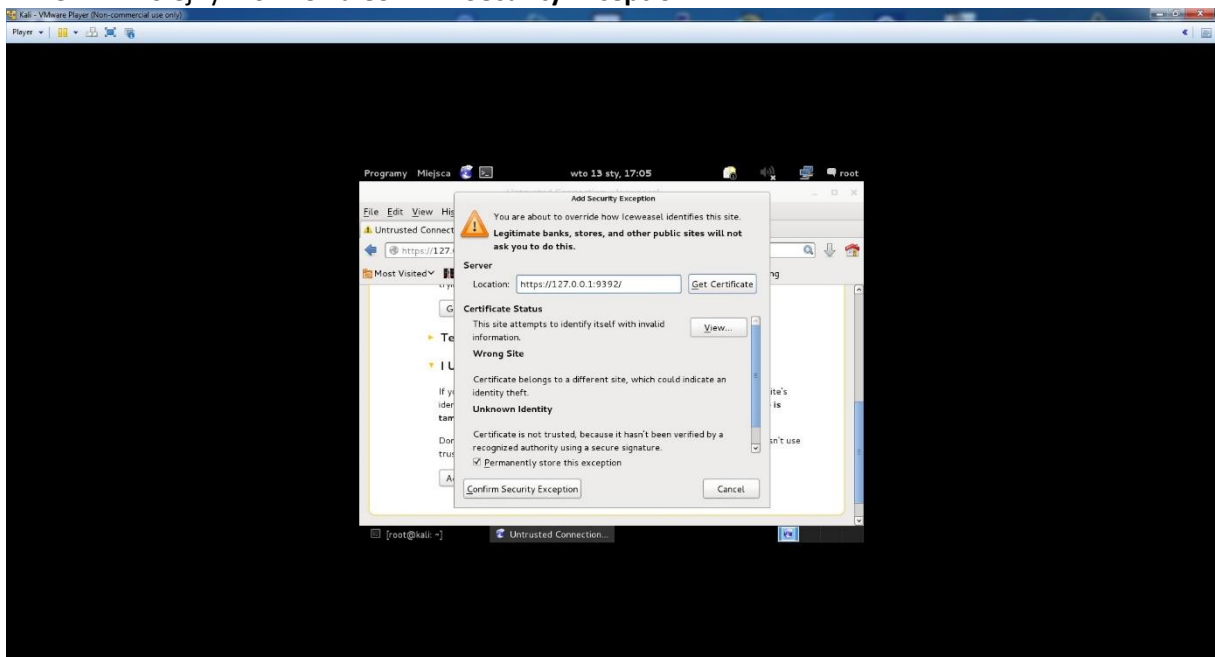 Kali - VMware Player (Non-commercial use only)
Player
Programy Miejsca wto 13 sty, 17:05 root
Add Security Exception
File Edit View
You are about to override how Iceweasel identifies this site.
Legitimate banks, stores, and other public sites will not ask you to do this.
Untrusted Connect
https://127.
Most Visited
Server
Location: https://127.0.0.1:9392/ Get Certificate
Certificate Status
This site attempts to identify itself with invalid
information.
View...
Wrong Site
Certificate belongs to a different site, which could indicate an
identity theft.
Unknown Identity
Certificate is not trusted, because it hasn't been verified by a
recognized authority using a secure signature.
Permanently store this exception
Confirm Security Exception Cancel
[root@kali: ~] Untrusted Connection...